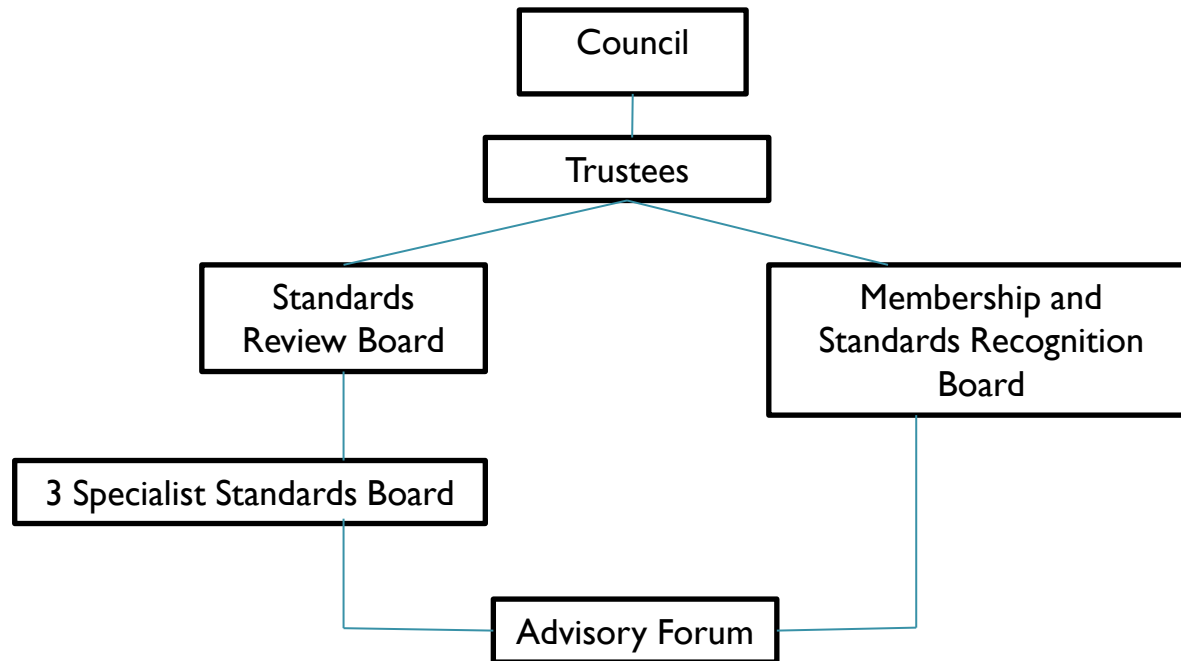 Council
Trustees
Standards
Review Board
Membership and
Standards Recognition
Board
3 Specialist Standards Board
Advisory Forum